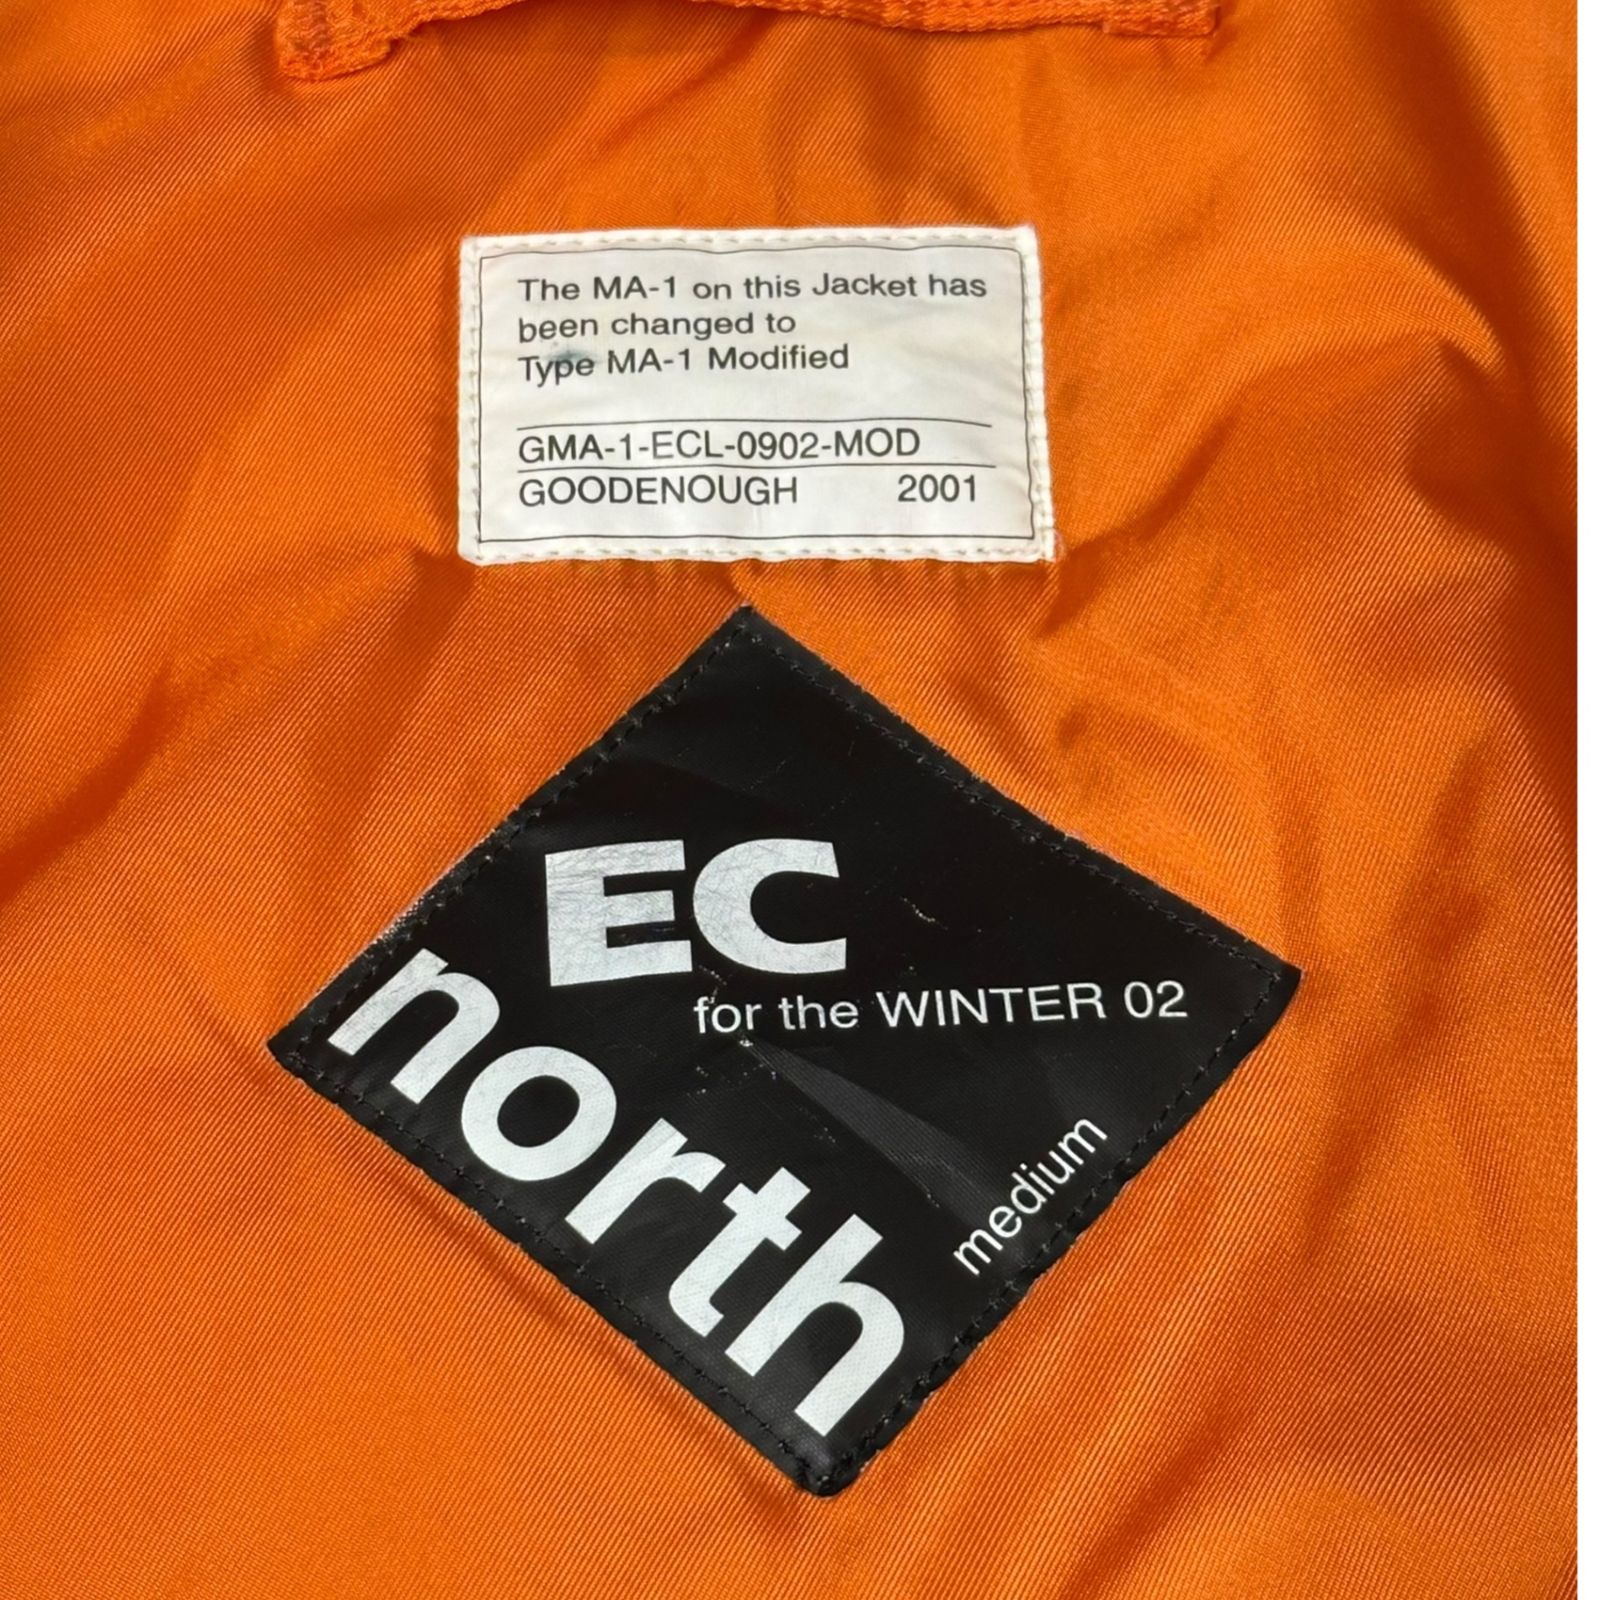 The MA-1 on this Jacket has
been changed to
Type MA-1 Modified
GMA-1-ECL-0902-MOD
GOODENOUGH 2001
EC
for the WINTER 02
north
medium